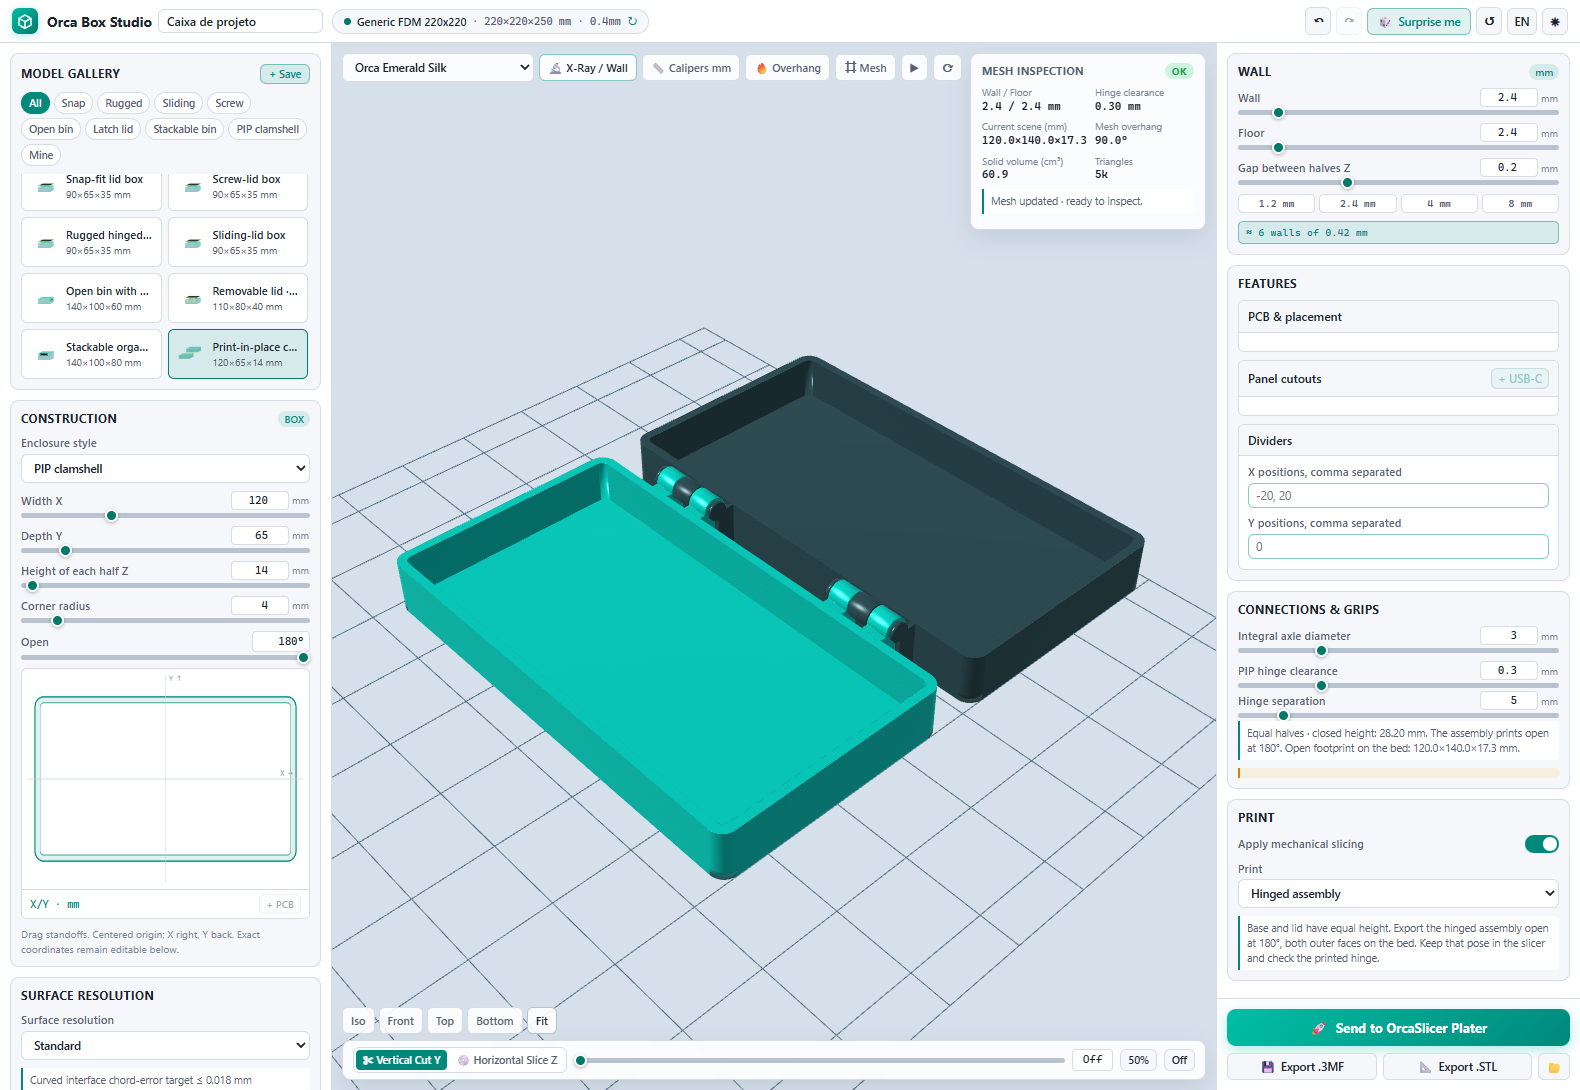 Orca Box Studio
Caixa de projeto
Generic FDM 220x220 · 220×220×250 mm · 0.4mm ↻
Surprise me
EN
MODEL GALLERY
+ Save
All
Snap
Rugged
Sliding
Screw
Open bin
Latch lid
Stackable bin
PIP clamshell
Mine
Snap-fit lid box
90×65×35 mm
Screw-lid box
90×65×35 mm
Rugged hinged...
90×65×35 mm
Sliding-lid box
90×65×35 mm
Open bin with ...
140×100×60 mm
Removable lid ·...
110×80×40 mm
Stackable orga...
140×100×80 mm
Print-in-place c...
120×65×14 mm
CONSTRUCTION
BOX
Enclosure style
PIP clamshell
Width X
120 mm
Depth Y
65 mm
Height of each half Z
14 mm
Corner radius
4 mm
Open
180°
Y ↑
X →
X/Y · mm
+ PCB
Drag standoffs. Centered origin; X right, Y back. Exact
coordinates remain editable below.
SURFACE RESOLUTION
Surface resolution
Standard
Curved interface chord-error target ≤ 0.018 mm
Orca Emerald Silk
X-Ray / Wall
Calipers mm
Overhang
Mesh
MESH INSPECTION
OK
Wall / Floor
2.4 / 2.4 mm
Hinge clearance
0.30 mm
Current scene (mm)
120.0×140.0×17.3
Mesh overhang
90.0°
Solid volume (cm³)
60.9
Triangles
5k
Mesh updated · ready to inspect.
Iso
Front
Top
Bottom
Fit
Vertical Cut Y
Horizontal Slice Z
Off
50%
Off
WALL
mm
Wall
2.4 mm
Floor
2.4 mm
Gap between halves Z
0.2 mm
1.2 mm
2.4 mm
4 mm
8 mm
≈ 6 walls of 0.42 mm
FEATURES
PCB & placement
Panel cutouts
+ USB-C
Dividers
X positions, comma separated
-20, 20
Y positions, comma separated
0
CONNECTIONS & GRIPS
Integral axle diameter
3 mm
PIP hinge clearance
0.3 mm
Hinge separation
5 mm
Equal halves · closed height: 28.20 mm. The assembly prints open
at 180°. Open footprint on the bed: 120.0×140.0×17.3 mm.
PRINT
Apply mechanical slicing
Print
Hinged assembly
Base and lid have equal height. Export the hinged assembly open
at 180°, both outer faces on the bed. Keep that pose in the slicer
and check the printed hinge.
Send to OrcaSlicer Plater
Export .3MF
Export .STL